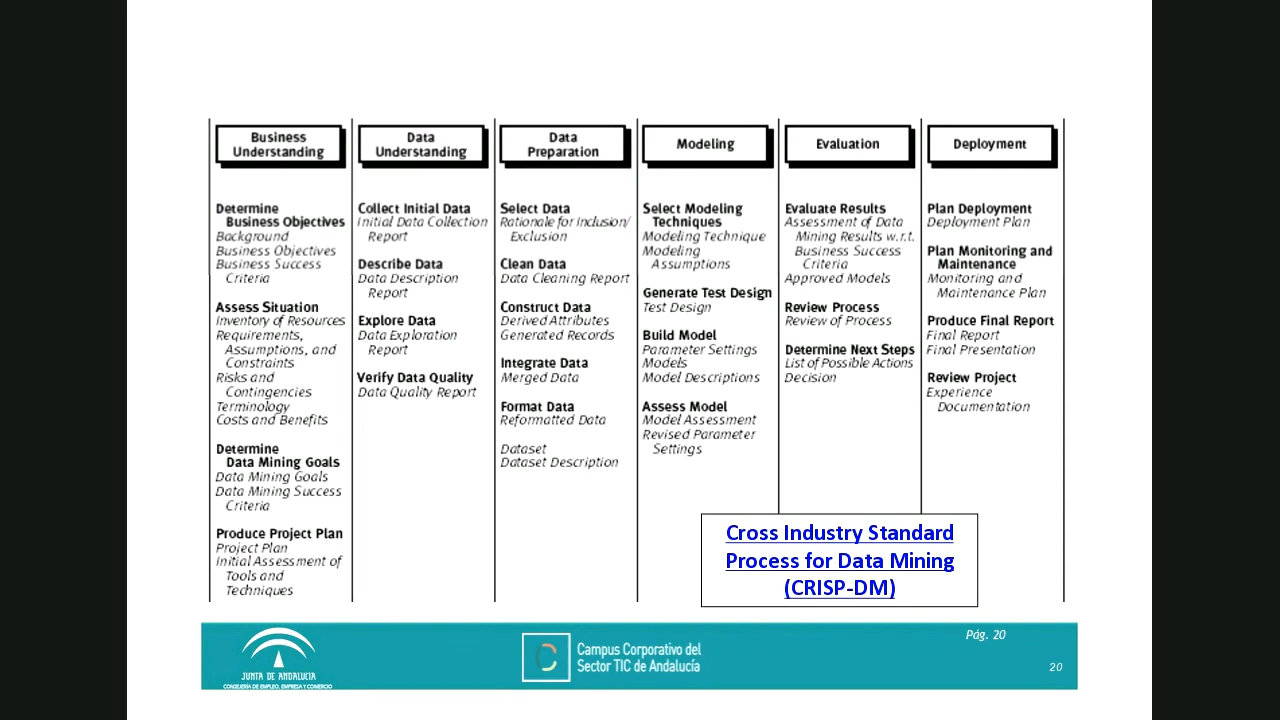 Business
Understanding
Determine
Business Objectives
Background
Business Objectives
Business Success
Criteria
Assess Situation
Inventory of Resources
Requirements,
Assumptions, and
Constraints
Risks and
Contingencies
Terminology
Costs and Benefits
Determine
Data Mining Goals
Data Mining Goals
Data Mining Success
Criteria
Produce Project Plan
Project Plan
Initial Assessment of
Tools and
Techniques
Data
Understanding
Collect Initial Data
Initial Data Collection
Report
Describe Data
Data Description
Report
Explore Data
Data Exploration
Report
Verify Data Quality
Data Quality Report
Data
Preparation
Select Data
Rationale for Inclusion/
Exclusion
Clean Data
Data Cleaning Report
Construct Data
Derived Attributes
Generated Records
Integrate Data
Merged Data
Format Data
Reformatted Data
Dataset
Dataset Description
Modeling
Select Modeling
Techniques
Modeling Technique
Modeling
Assumptions
Generate Test Design
Test Design
Build Model
Parameter Settings
Models
Model Descriptions
Assess Model
Model Assessment
Revised Parameter
Settings
Evaluation
Evaluate Results
Assessment of Data
Mining Results w.r.t.
Business Success
Criteria
Approved Models
Review Process
Review of Process
Determine Next Steps
List of Possible Actions
Decision
Deployment
Plan Deployment
Deployment Plan
Plan Monitoring and
Maintenance
Monitoring and
Maintenance Plan
Produce Final Report
Final Report
Final Presentation
Review Project
Experience
Documentation
Cross Industry Standard
Process for Data Mining
(CRISP-DM)
JUNTA DE ANDALUCIA
CONSEJERÍA DE EMPLEO, EMPRESA Y COMERCIO
Campus Corporativo del
Sector TIC de Andalucía
Pág. 20
20